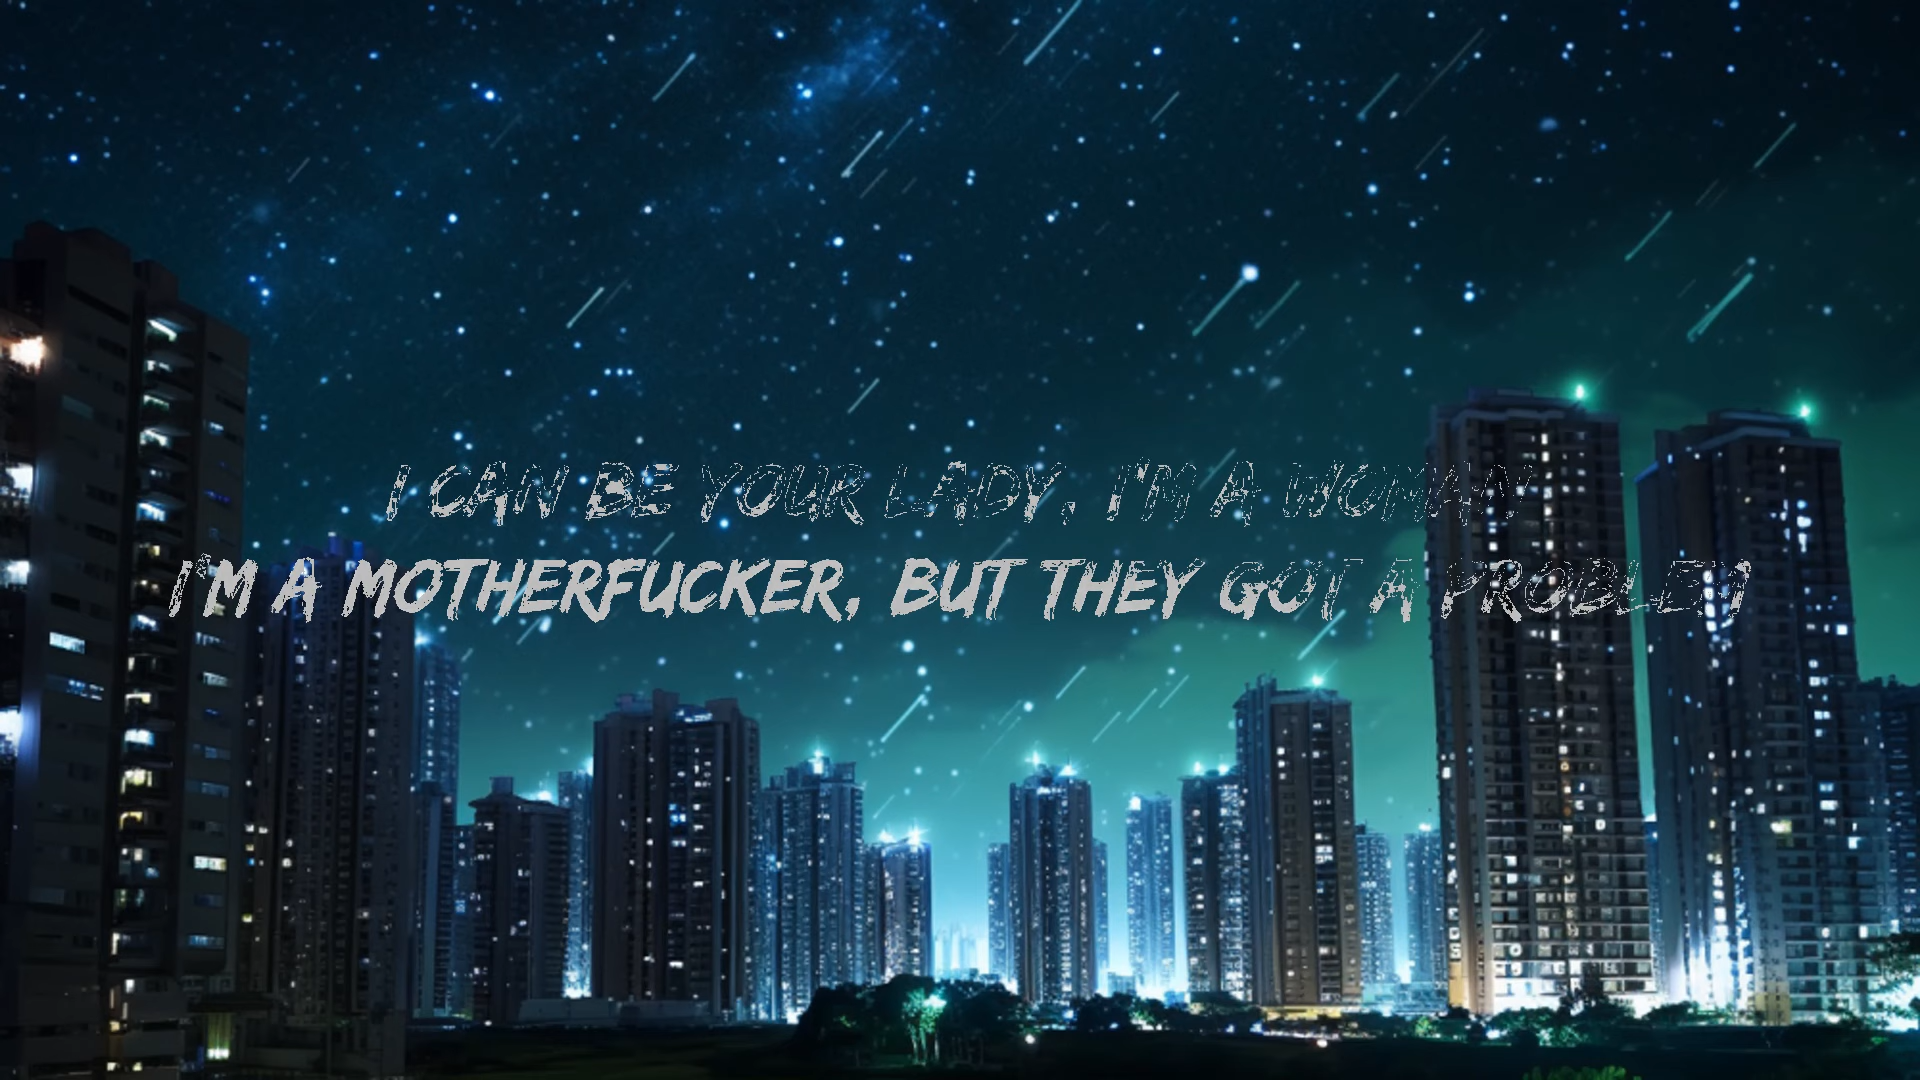 I CAN BE YOUR LADY, I'M A WOMAN
I'M A MOTHERFUCKER, BUT THEY GOT A PROBLEM